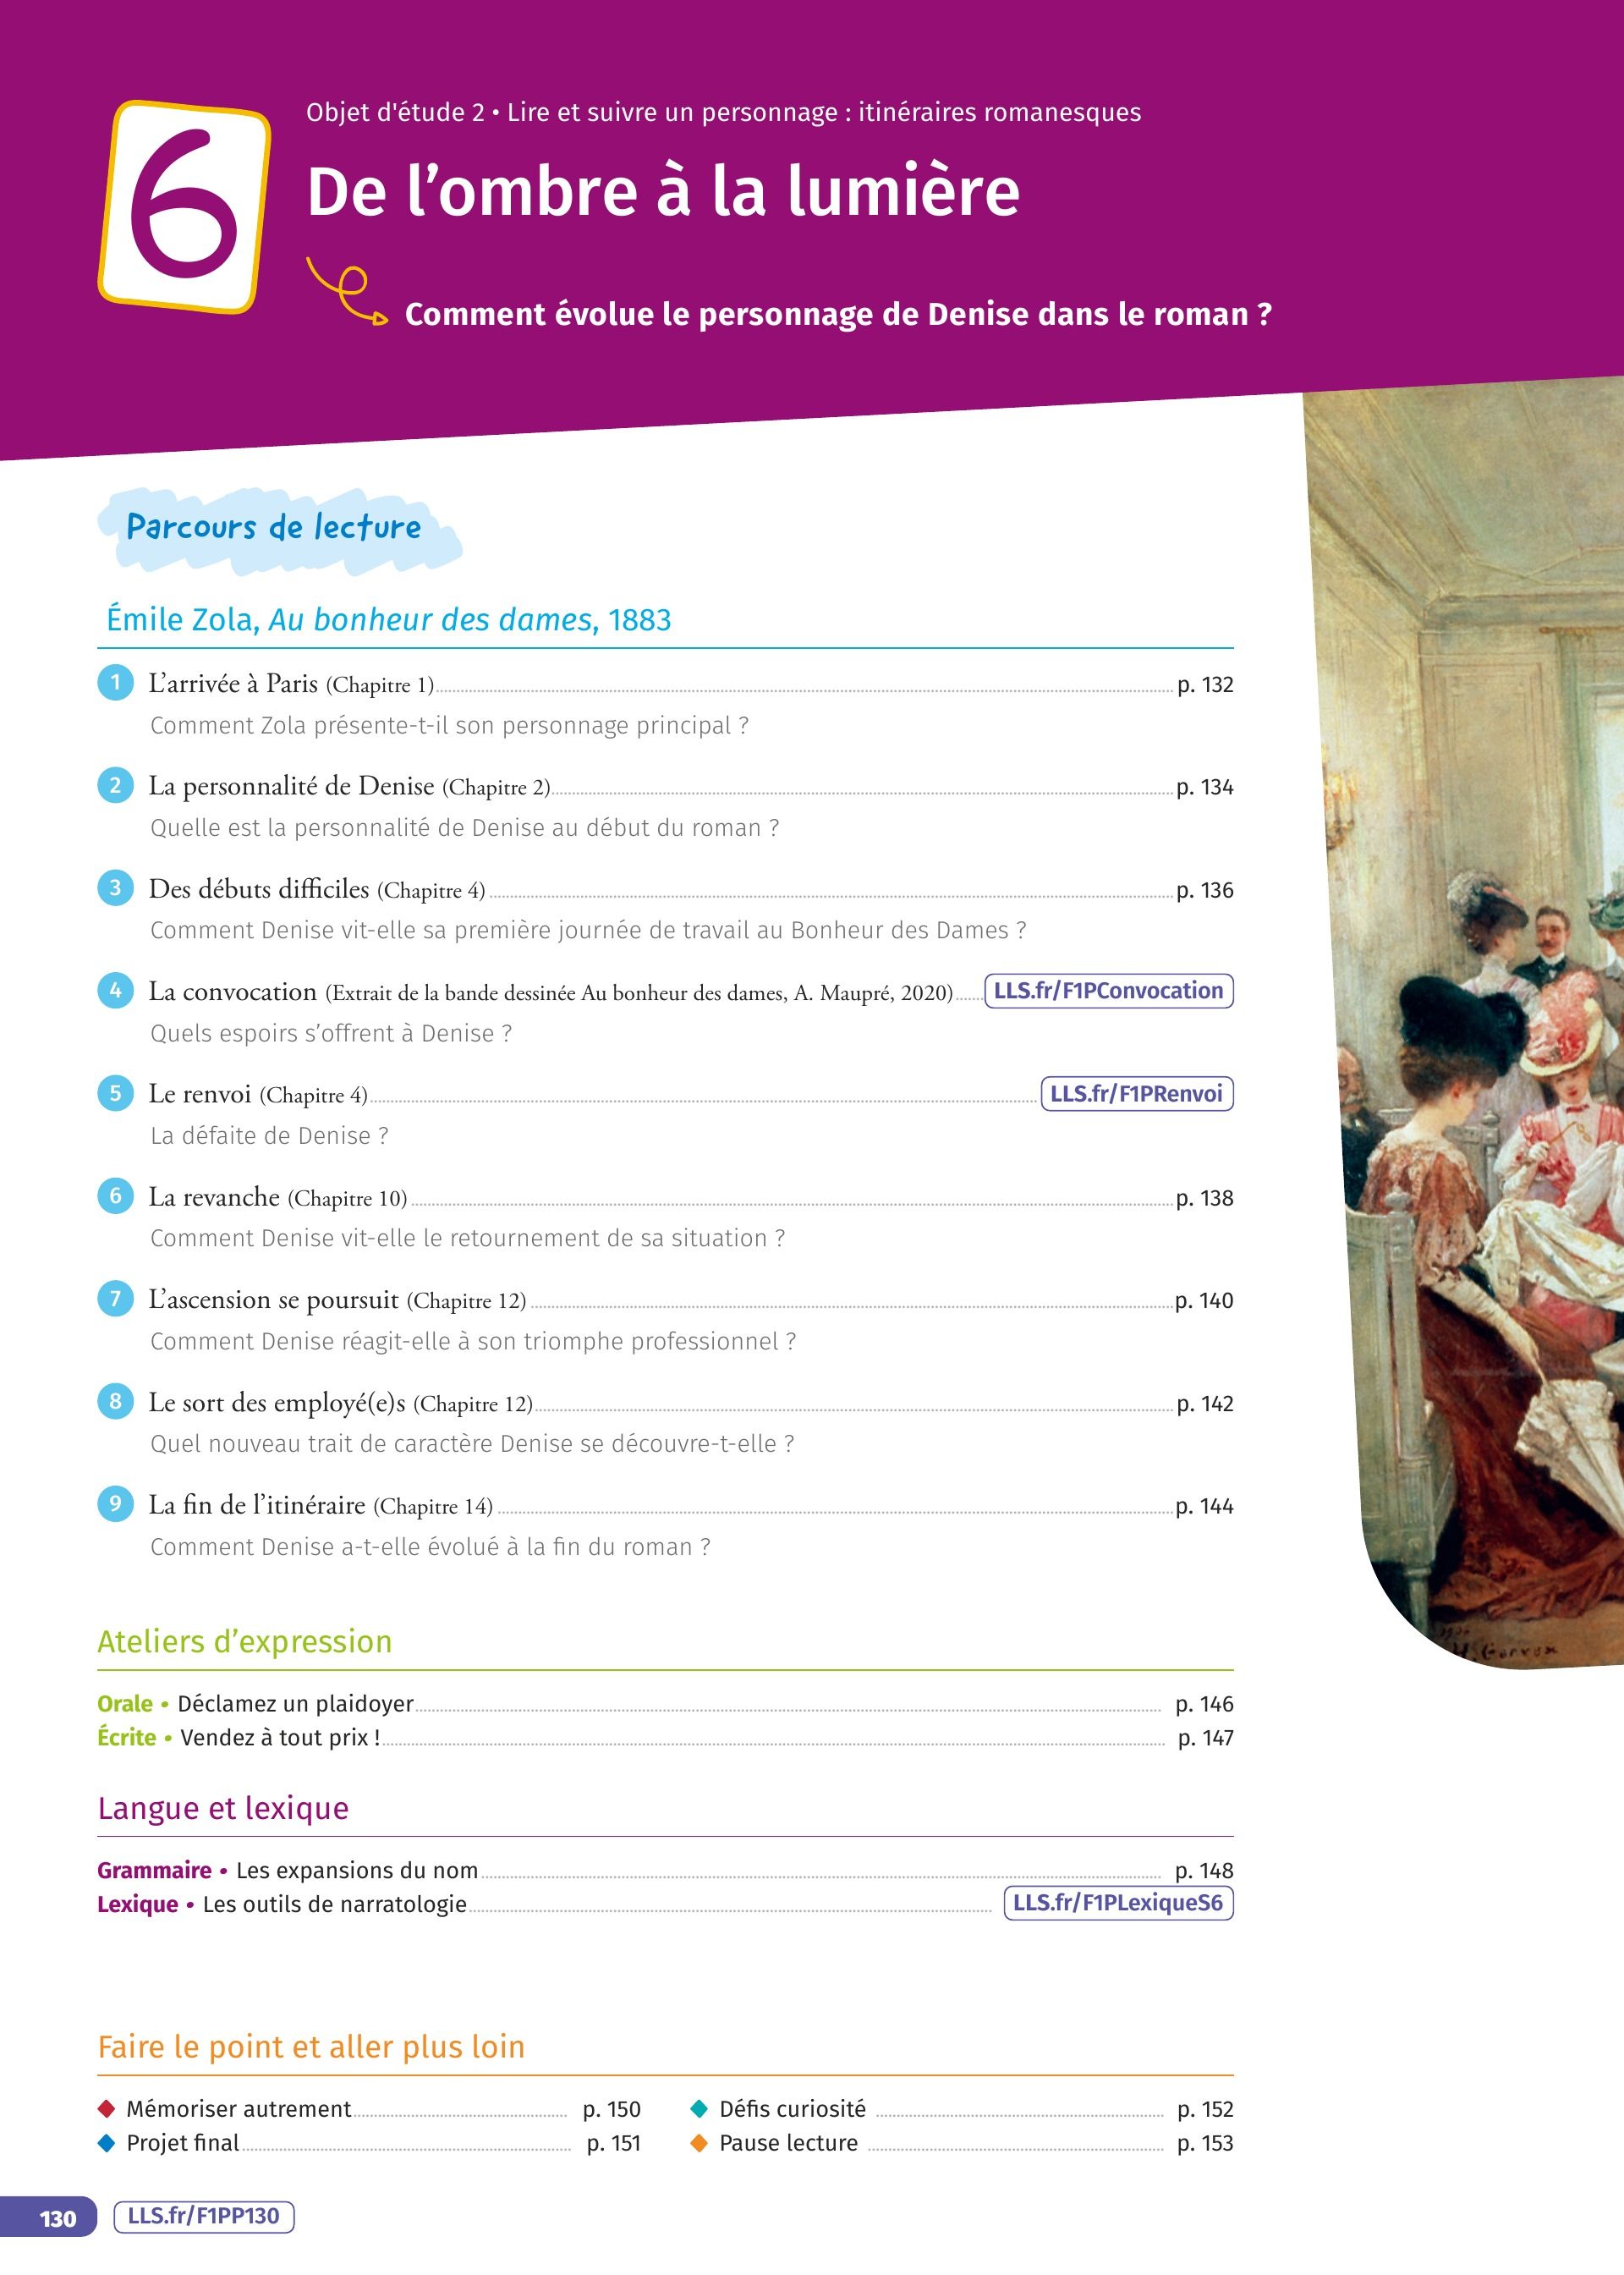 6
Objet d'étude 2 • Lire et suivre un personnage : itinéraires romanesques
De l'ombre à la lumière
Comment évolue le personnage de Denise dans le roman ?
Parcours de lecture
Émile Zola, Au bonheur des dames, 1883
1 L'arrivée à Paris (Chapitre 1) p. 132
Comment Zola présente-t-il son personnage principal ?
2 La personnalité de Denise (Chapitre 2) p. 134
Quelle est la personnalité de Denise au début du roman ?
3 Des débuts difficiles (Chapitre 4) p. 136
Comment Denise vit-elle sa première journée de travail au Bonheur des Dames ?
4 La convocation (Extrait de la bande dessinée Au bonheur des dames, A. Maupré, 2020) LLS.fr/F1PConvocation
Quels espoirs s'offrent à Denise ?
5 Le renvoi (Chapitre 4) LLS.fr/F1PRenvoi
La défaite de Denise ?
6 La revanche (Chapitre 10) p. 138
Comment Denise vit-elle le retournement de sa situation ?
7 L'ascension se poursuit (Chapitre 12) p. 140
Comment Denise réagit-elle à son triomphe professionnel ?
8 Le sort des employé(e)s (Chapitre 12) p. 142
Quel nouveau trait de caractère Denise se découvre-t-elle ?
9 La fin de l'itinéraire (Chapitre 14) p. 144
Comment Denise a-t-elle évolué à la fin du roman ?
Ateliers d'expression
Orale • Déclamez un plaidoyer p. 146
Écrite • Vendez à tout prix ! p. 147
Langue et lexique
Grammaire • Les expansions du nom p. 148
Lexique • Les outils de narratologie LLS.fr/F1PLexiqueS6
Faire le point et aller plus loin
Mémoriser autrement p. 150
Projet final p. 151
Défis curiosité p. 152
Pause lecture p. 153
130 LLS.fr/F1PP130